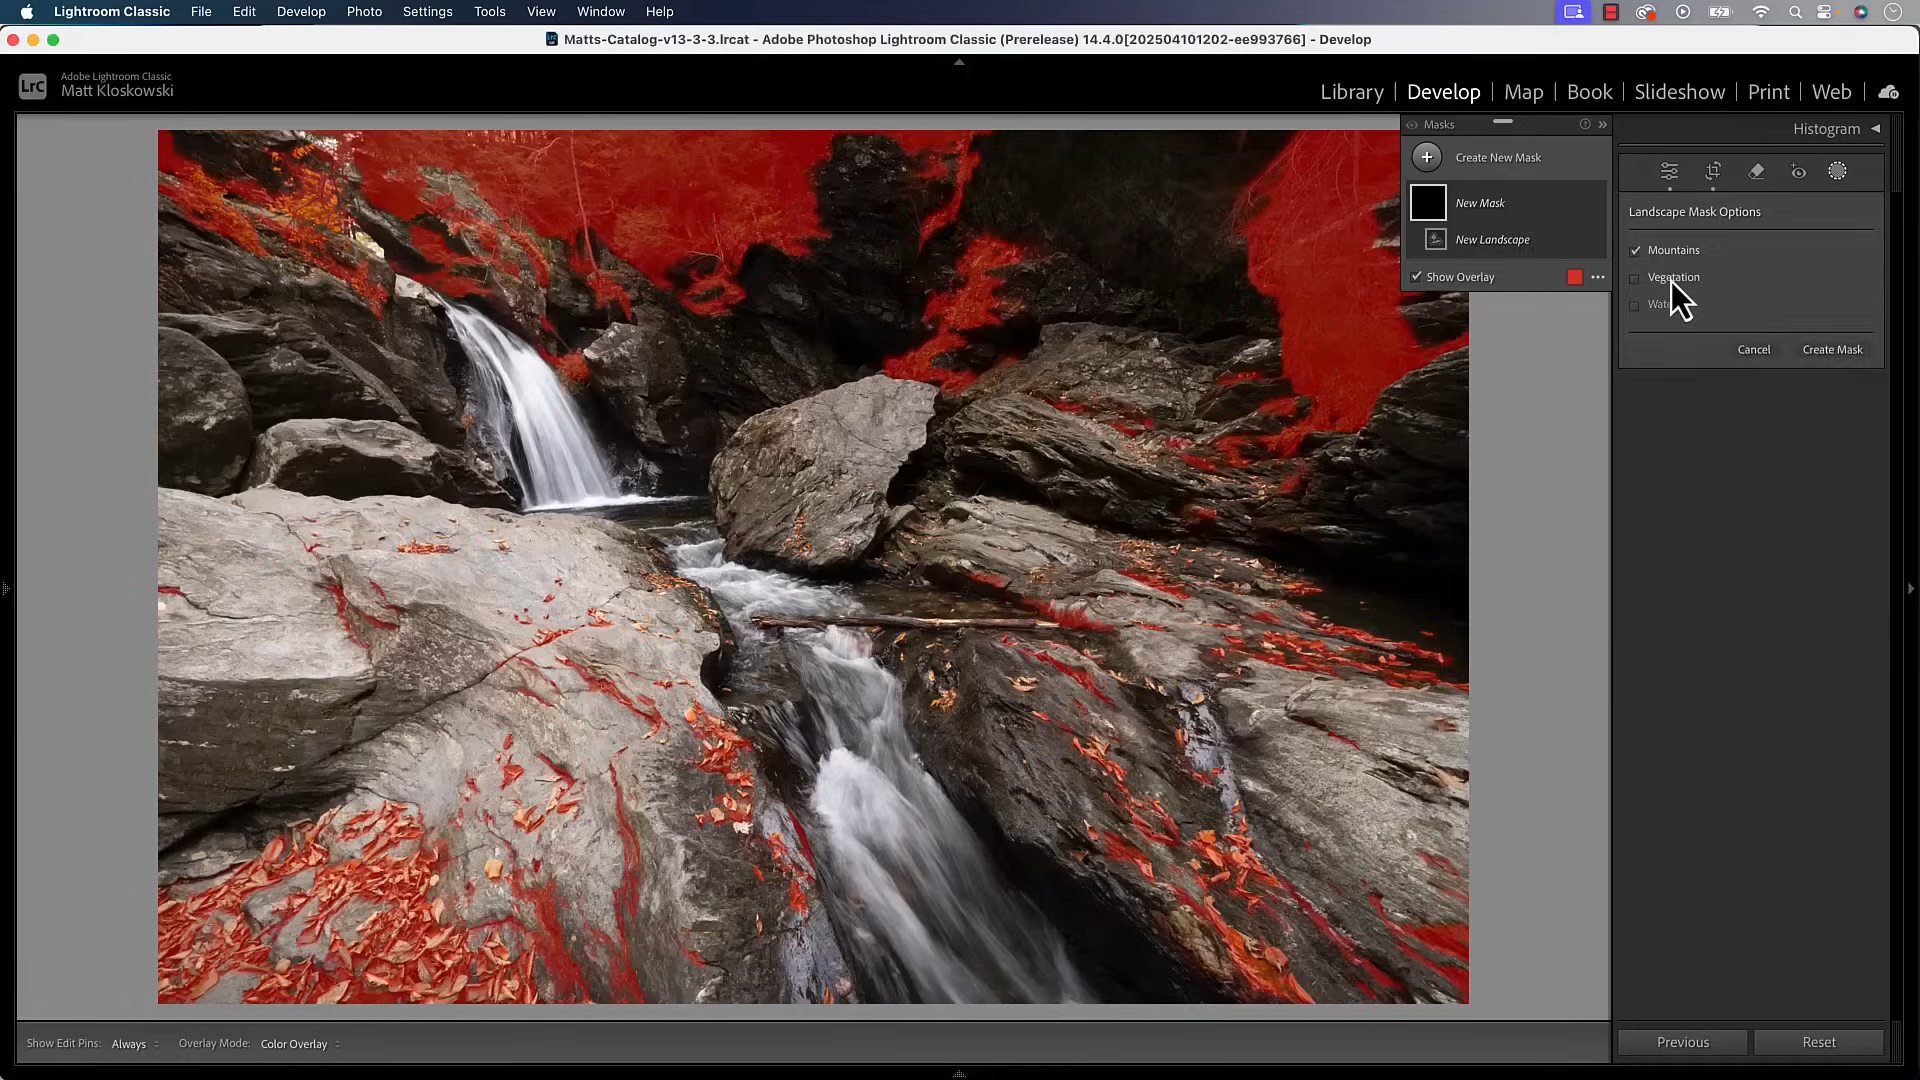 Lightroom Classic File Edit Develop Photo Settings Tools View Window Help
Matts-Catalog-v13-3-3.lrcat - Adobe Photoshop Lightroom Classic (Prerelease) 14.4.0[202504101202-ee993766] - Develop
LrC
Adobe Lightroom Classic
Matt Kloskowski
Library | Develop | Map | Book | Slideshow | Print | Web
Masks
Create New Mask
New Mask
New Landscape
Show Overlay
Histogram
Landscape Mask Options
Mountains
Vegetation
Cancel Create Mask
Show Edit Pins: Always Overlay Mode: Color Overlay
Previous Reset